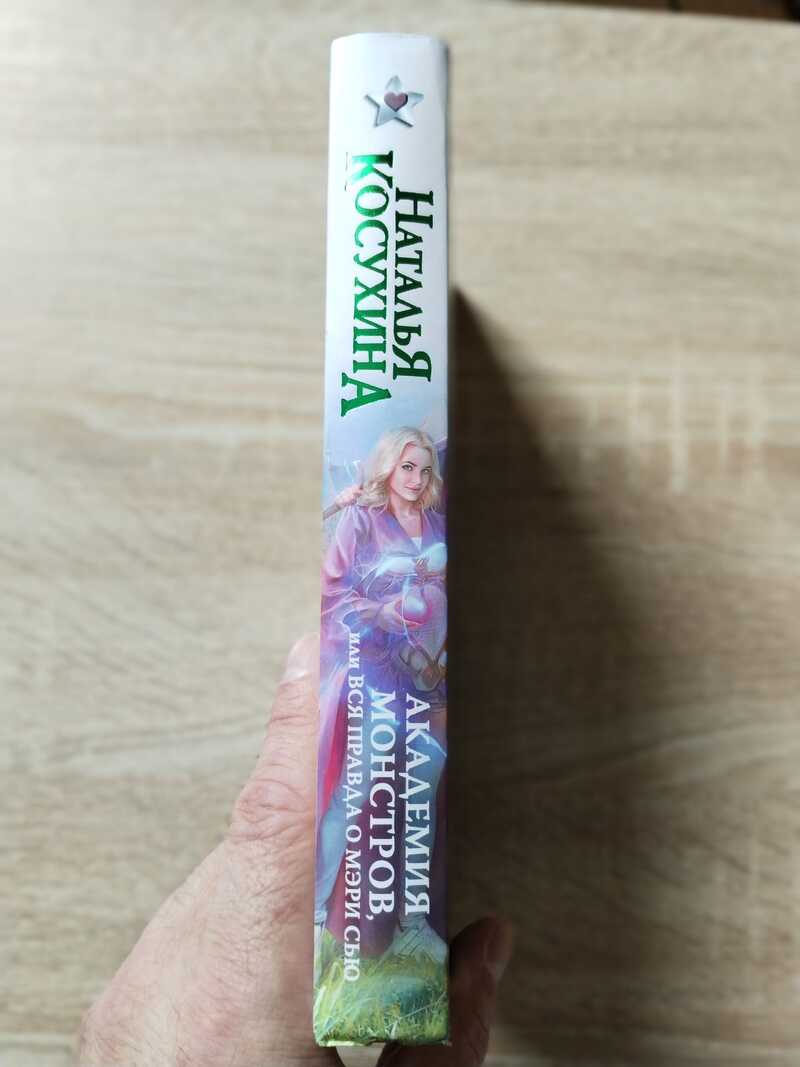 Наталья
Косухина
АКАДЕМИЯ
МОНСТРОВ,
или ВСЯ ПРАВДА О МЭРИ СЬЮ